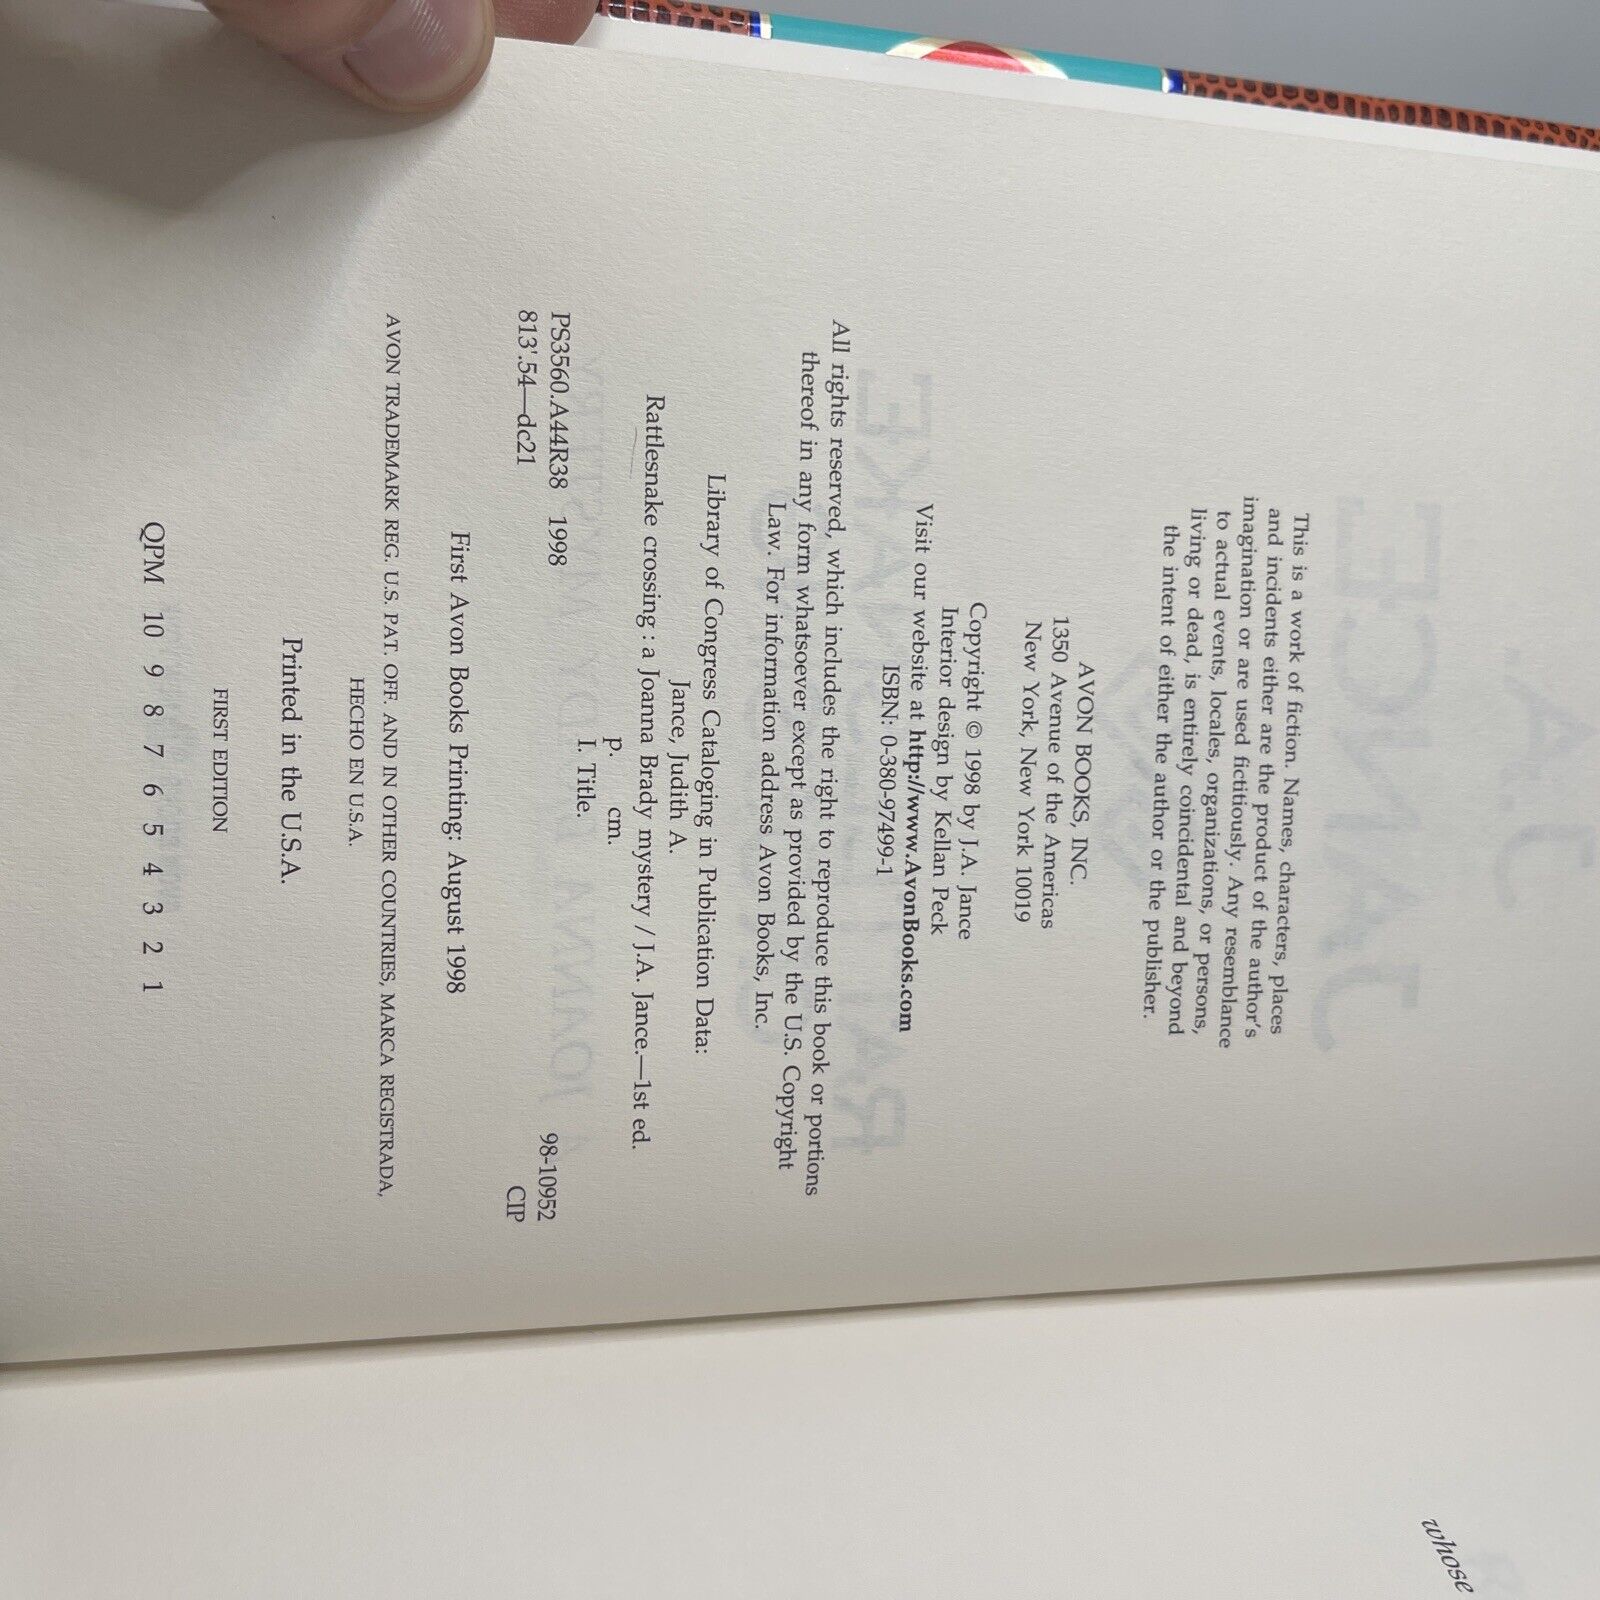 This is a work of fiction. Names, characters, places
and incidents either are the product of the author's
imagination or are used fictitiously. Any resemblance
to actual events, locales, organizations, or persons,
living or dead, is entirely coincidental and beyond
the intent of either the author or the publisher.
AVON BOOKS, INC.
1350 Avenue of the Americas
New York, New York 10019
Copyright © 1998 by J.A. Jance
Interior design by Kellan Peck
Visit our website at http://www.AvonBooks.com
ISBN: 0-380-97499-1
All rights reserved, which includes the right to reproduce this book or portions
thereof in any form whatsoever except as provided by the U.S. Copyright
Law. For information address Avon Books, Inc.
Library of Congress Cataloging in Publication Data:
Jance, Judith A.
Rattlesnake crossing : a Joanna Brady mystery / J.A. Jance.—1st ed.
p. cm.
I. Title.
PS3560.A44R38 1998 98-10952
813'.54—dc21 CIP
First Avon Books Printing: August 1998
AVON TRADEMARK REG. U.S. PAT. OFF. AND IN OTHER COUNTRIES, MARCA REGISTRADA,
HECHO EN U.S.A.
Printed in the U.S.A.
FIRST EDITION
QPM 10 9 8 7 6 5 4 3 2 1
whose